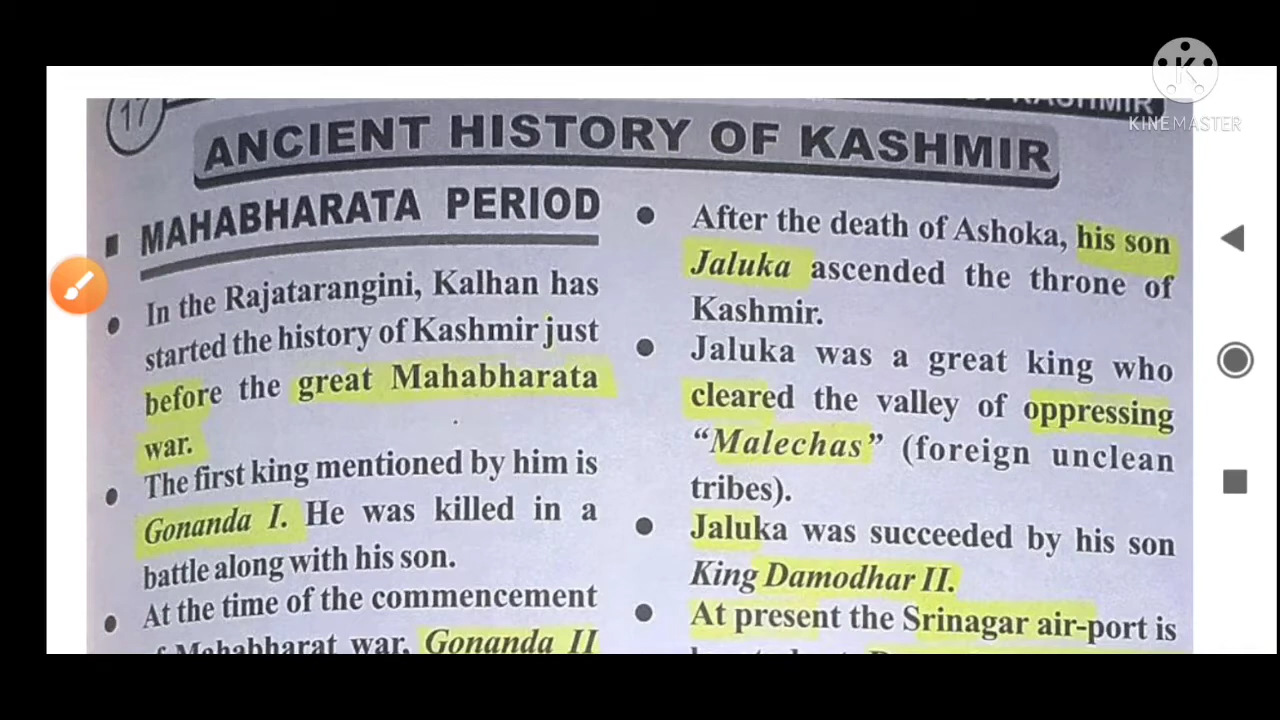 17
KASHMIR
ANCIENT HISTORY OF KASHMIR
MAHABHARATA PERIOD
• In the Rajatarangini, Kalhan has
started the history of Kashmir just
before the great Mahabharata
war.
• The first king mentioned by him is
Gonanda I. He was killed in a
battle along with his son.
• At the time of the commencement
Mahabharat war, Gonanda II
• After the death of Ashoka, his son
Jaluka ascended the throne of
Kashmir.
• Jaluka was a great king who
cleared the valley of oppressing
“Malechas” (foreign unclean
tribes).
• Jaluka was succeeded by his son
King Damodhar II.
• At present the Srinagar air-port is
K
KINEMASTER